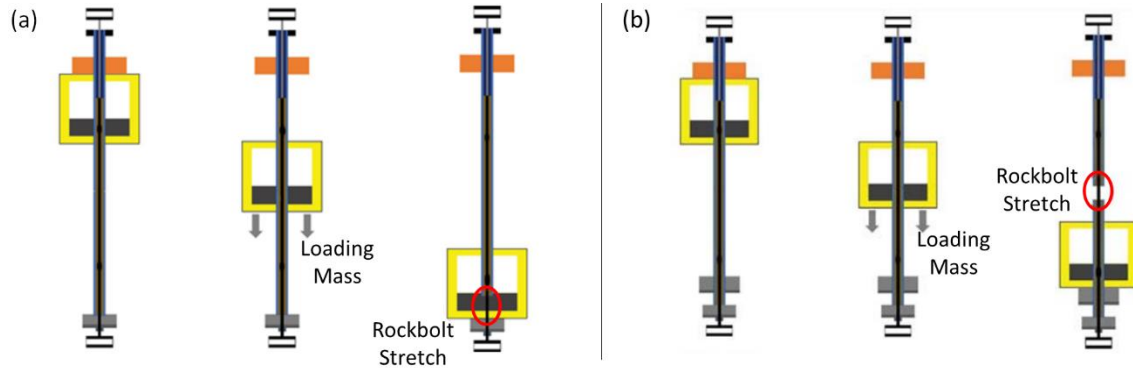 (a)
Loading
Mass
Rockbolt
Stretch
(b)
Rockbolt
Stretch
Loading
Mass